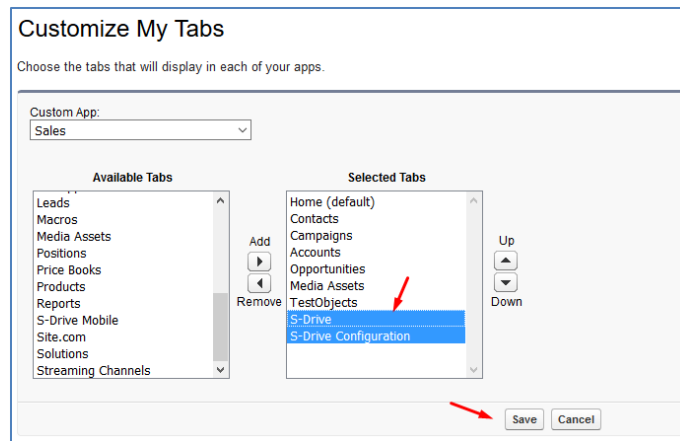 Customize My Tabs
Choose the tabs that will display in each of your apps.
Custom App:
Sales
Available Tabs
Leads
Macros
Media Assets
Positions
Price Books
Products
Reports
S-Drive Mobile
Site.com
Solutions
Streaming Channels
Add
Remove
Selected Tabs
Home (default)
Contacts
Campaigns
Accounts
Opportunities
Media Assets
TestObjects
S-Drive
S-Drive Configuration
Up
Down
Save Cancel